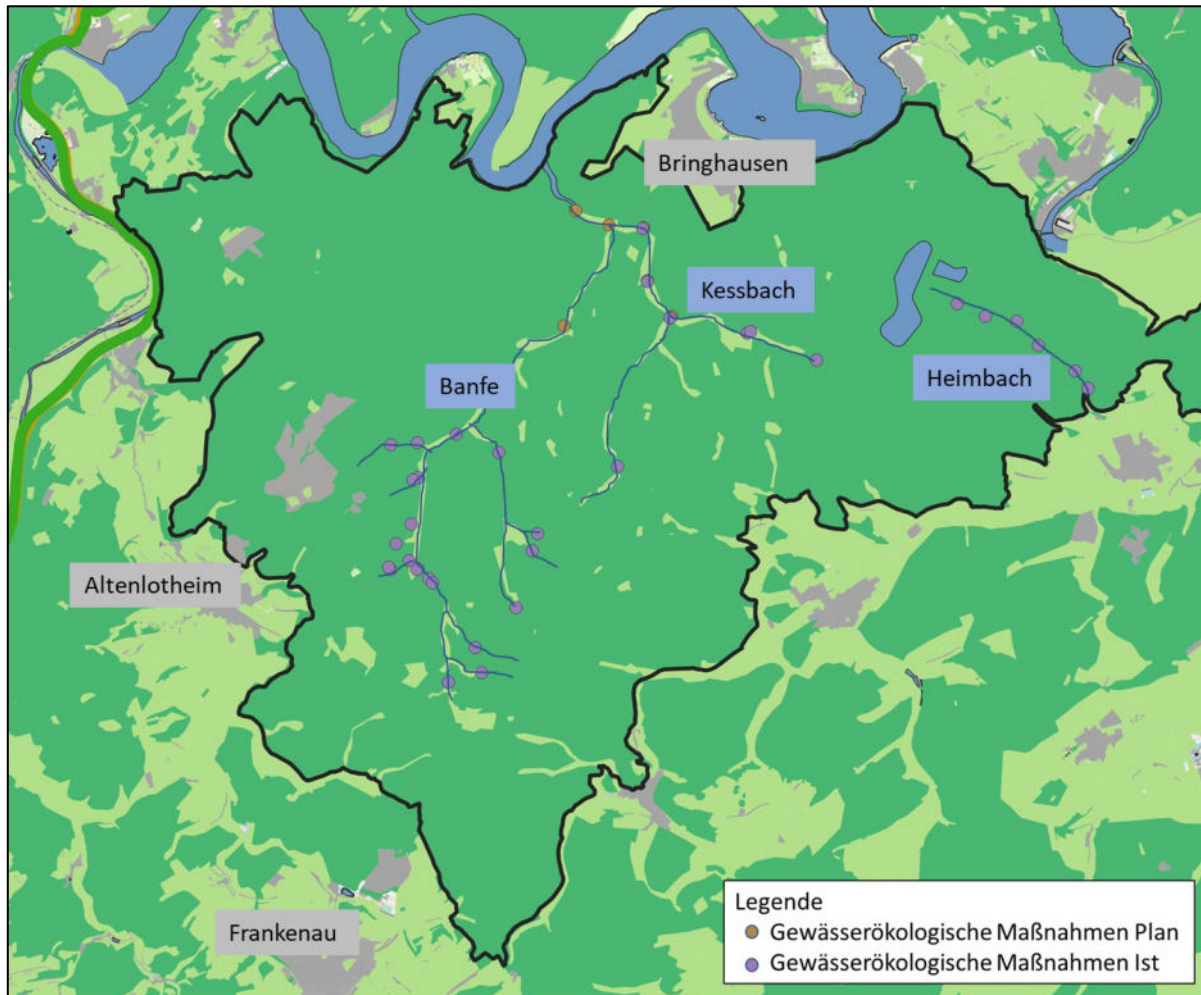 Bringhausen
Kessbach
Banfe
Heimbach
Altenlotheim
Frankenau
Legende
Gewässerökologische Maßnahmen Plan
Gewässerökologische Maßnahmen Ist